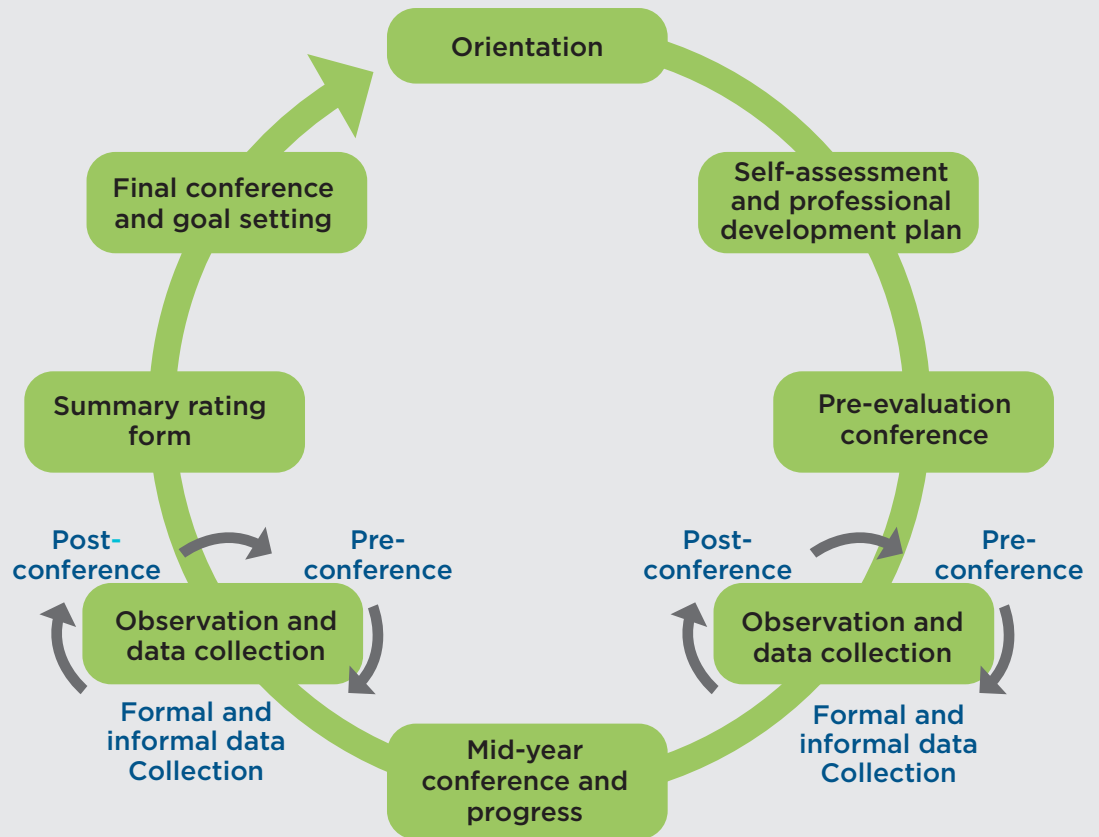 Orientation
Self-assessment
and professional
development plan
Pre-evaluation
conference
Post-
conference
Pre-
conference
Observation and
data collection
Formal and
informal data
Collection
Mid-year
conference and
progress
Post-
conference
Pre-
conference
Observation and
data collection
Formal and
informal data
Collection
Summary rating
form
Final conference
and goal setting